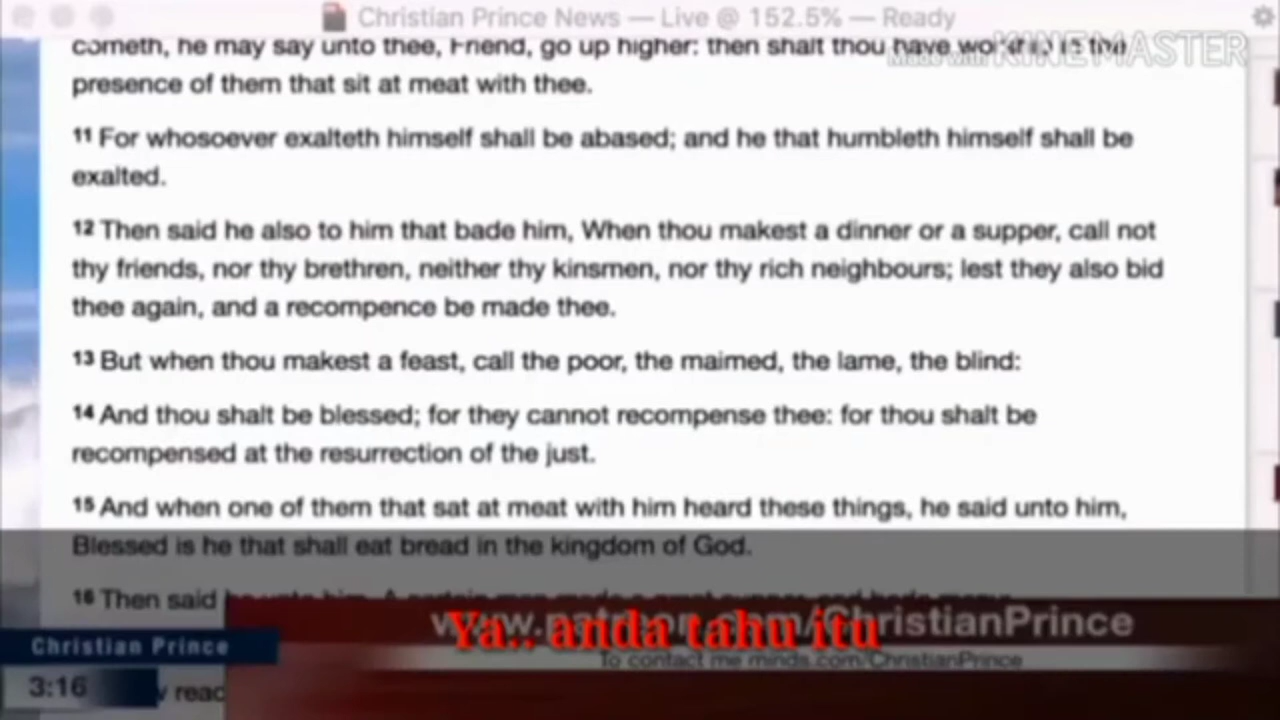 Christian Prince News — Live @ 152.5% — Ready
cometh, he may say unto thee, Friend, go up higher: then shalt thou have worship in the
Made with KINEMASTER
presence of them that sit at meat with thee.
11 For whosoever exalteth himself shall be abased; and he that humbleth himself shall be
exalted.
12 Then said he also to him that bade him, When thou makest a dinner or a supper, call not
thy friends, nor thy brethren, neither thy kinsmen, nor thy rich neighbours; lest they also bid
thee again, and a recompence be made thee.
13 But when thou makest a feast, call the poor, the maimed, the lame, the blind:
14 And thou shalt be blessed; for they cannot recompense thee: for thou shalt be
recompensed at the resurrection of the just.
15 And when one of them that sat at meat with him heard these things, he said unto him,
Blessed is he that shall eat bread in the kingdom of God.
16 Then said
www.patreon.com/ChristianPrince
Ya.. anda tahu itu
Christian Prince
To contact me minds.com/ChristianPrince
3:16